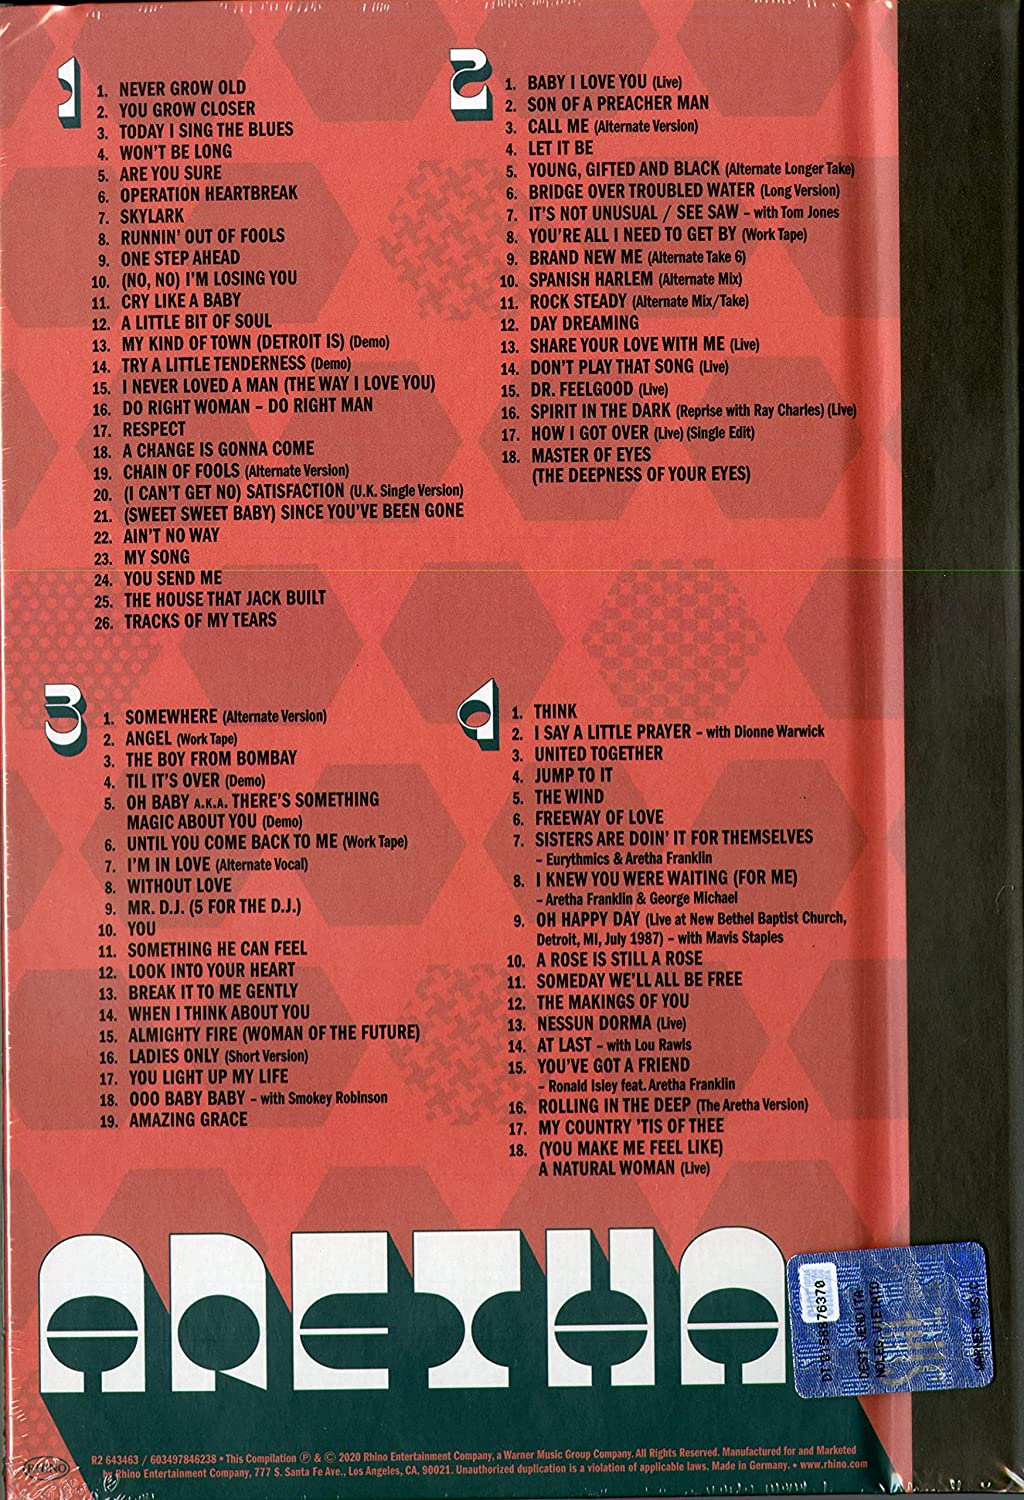 1
1. NEVER GROW OLD
2. YOU GROW CLOSER
3. TODAY I SING THE BLUES
4. WON'T BE LONG
5. ARE YOU SURE
6. OPERATION HEARTBREAK
7. SKYLARK
8. RUNNIN' OUT OF FOOLS
9. ONE STEP AHEAD
10. (NO, NO) I'M LOSING YOU
11. CRY LIKE A BABY
12. A LITTLE BIT OF SOUL
13. MY KIND OF TOWN (DETROIT IS) (Demo)
14. TRY A LITTLE TENDERNESS (Demo)
15. I NEVER LOVED A MAN (THE WAY I LOVE YOU)
16. DO RIGHT WOMAN – DO RIGHT MAN
17. RESPECT
18. A CHANGE IS GONNA COME
19. CHAIN OF FOOLS (Alternate Version)
20. (I CAN'T GET NO) SATISFACTION (U.K. Single Version)
21. (SWEET SWEET BABY) SINCE YOU'VE BEEN GONE
22. AIN'T NO WAY
23. MY SONG
24. YOU SEND ME
25. THE HOUSE THAT JACK BUILT
26. TRACKS OF MY TEARS
2
1. BABY I LOVE YOU (Live)
2. SON OF A PREACHER MAN
3. CALL ME (Alternate Version)
4. LET IT BE
5. YOUNG, GIFTED AND BLACK (Alternate Longer Take)
6. BRIDGE OVER TROUBLED WATER (Long Version)
7. IT'S NOT UNUSUAL / SEE SAW – with Tom Jones
8. YOU'RE ALL I NEED TO GET BY (Work Tape)
9. BRAND NEW ME (Alternate Take 6)
10. SPANISH HARLEM (Alternate Mix)
11. ROCK STEADY (Alternate Mix/Take)
12. DAY DREAMING
13. SHARE YOUR LOVE WITH ME (Live)
14. DON'T PLAY THAT SONG (Live)
15. DR. FEELGOOD (Live)
16. SPIRIT IN THE DARK (Reprise with Ray Charles) (Live)
17. HOW I GOT OVER (Live) (Single Edit)
18. MASTER OF EYES
(THE DEEPNESS OF YOUR EYES)
3
1. SOMEWHERE (Alternate Version)
2. ANGEL (Work Tape)
3. THE BOY FROM BOMBAY
4. TIL IT'S OVER (Demo)
5. OH BABY A.K.A. THERE'S SOMETHING
MAGIC ABOUT YOU (Demo)
6. UNTIL YOU COME BACK TO ME (Work Tape)
7. I'M IN LOVE (Alternate Vocal)
8. WITHOUT LOVE
9. MR. D.J. (5 FOR THE D.J.)
10. YOU
11. SOMETHING HE CAN FEEL
12. LOOK INTO YOUR HEART
13. BREAK IT TO ME GENTLY
14. WHEN I THINK ABOUT YOU
15. ALMIGHTY FIRE (WOMAN OF THE FUTURE)
16. LADIES ONLY (Short Version)
17. YOU LIGHT UP MY LIFE
18. OOO BABY BABY – with Smokey Robinson
19. AMAZING GRACE
4
1. THINK
2. I SAY A LITTLE PRAYER – with Dionne Warwick
3. UNITED TOGETHER
4. JUMP TO IT
5. THE WIND
6. FREEWAY OF LOVE
7. SISTERS ARE DOIN' IT FOR THEMSELVES
– Eurythmics & Aretha Franklin
8. I KNEW YOU WERE WAITING (FOR ME)
– Aretha Franklin & George Michael
9. OH HAPPY DAY (Live at New Bethel Baptist Church,
Detroit, MI, July 1987) – with Mavis Staples
10. A ROSE IS STILL A ROSE
11. SOMEDAY WE'LL ALL BE FREE
12. THE MAKINGS OF YOU
13. NESSUN DORMA (Live)
14. AT LAST – with Lou Rawls
15. YOU'VE GOT A FRIEND
– Ronald Isley feat. Aretha Franklin
16. ROLLING IN THE DEEP (The Aretha Version)
17. MY COUNTRY 'TIS OF THEE
18. (YOU MAKE ME FEEL LIKE)
A NATURAL WOMAN (Live)
ARETHA
DEST VENDITA
NOLEG VIETATO
WARNER MUSIC
RHINO
R2 643463 / 603497846238 • This Compilation ℗ & © 2020 Rhino Entertainment Company, a Warner Music Group Company. All Rights Reserved. Manufactured for and Marketed
by Rhino Entertainment Company, 777 S. Santa Fe Ave., Los Angeles, CA, 90021. Unauthorized duplication is a violation of applicable laws. Made in Germany. • www.rhino.com